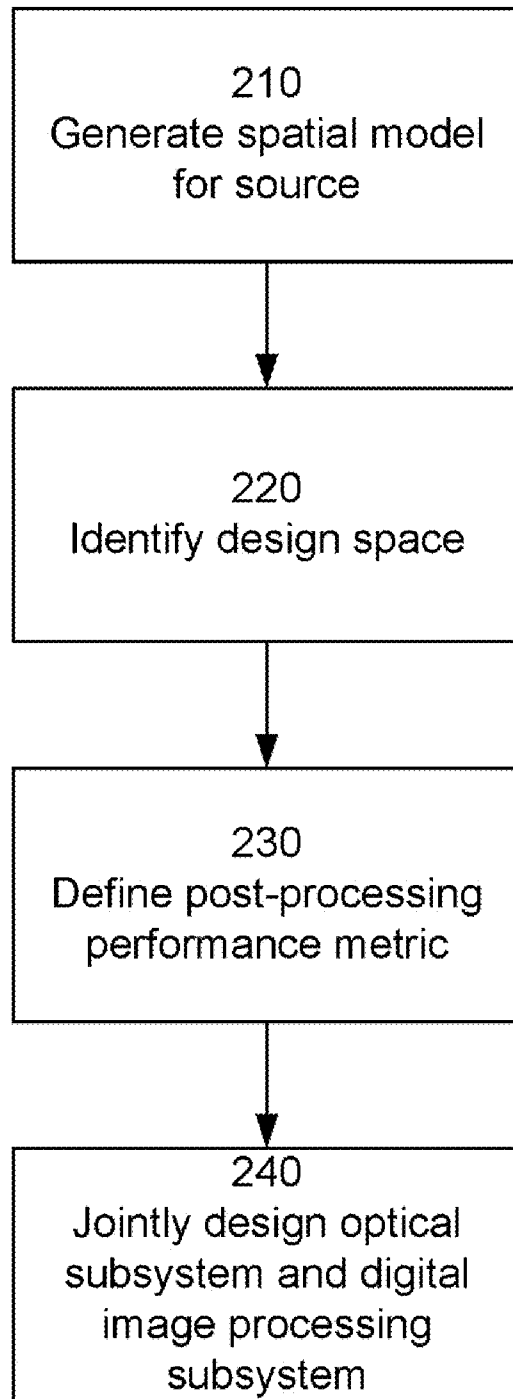 210
Generate spatial model
for source
220
Identify design space
230
Define post-processing
performance metric
240
Jointly design optical
subsystem and digital
image processing
subsystem